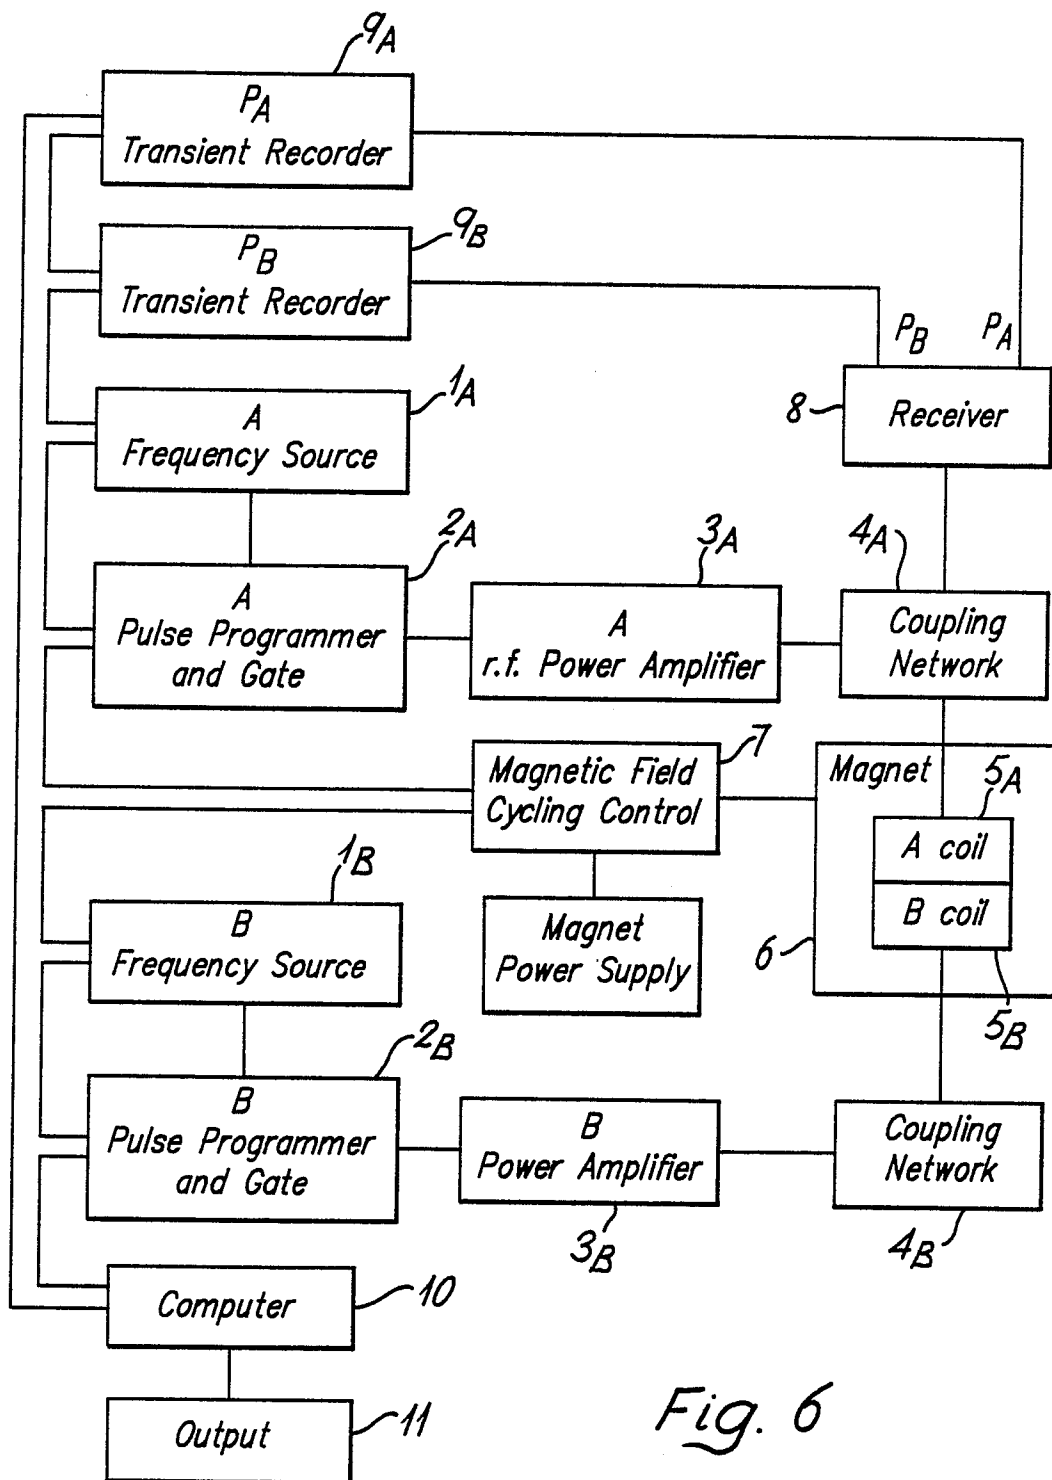 9A
PA
Transient Recorder
9B
PB
Transient Recorder
PB PA
8
Receiver
1A
A
Frequency Source
2A
A
Pulse Programmer
and Gate
3A
A
r.f. Power Amplifier
4A
Coupling
Network
7
Magnetic Field
Cycling Control
Magnet
5A
A coil
B coil
6
5B
1B
B
Frequency Source
Magnet
Power Supply
2B
B
Pulse Programmer
and Gate
B
Power Amplifier
3B
Coupling
Network
4B
Computer
10
Output
11
Fig. 6